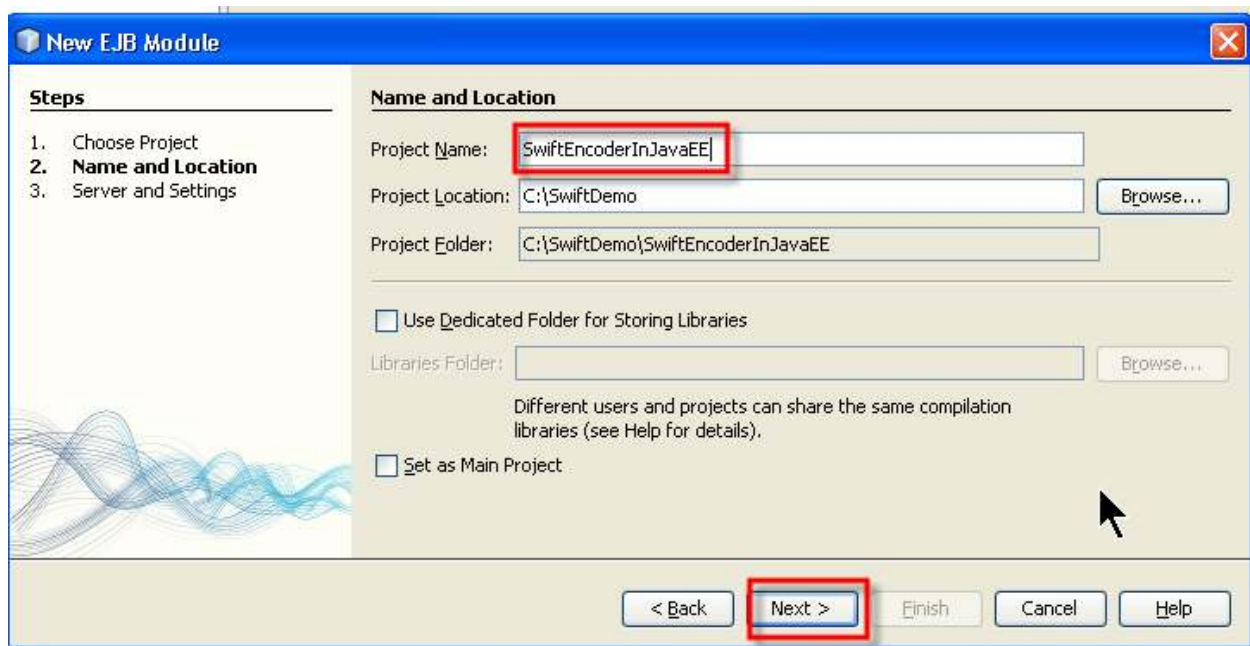 New EJB Module
Steps
1. Choose Project
2. Name and Location
3. Server and Settings
Name and Location
Project Name: SwiftEncoderInJavaEE
Project Location: C:\SwiftDemo Browse...
Project Folder: C:\SwiftDemo\SwiftEncoderInJavaEE
Use Dedicated Folder for Storing Libraries
Libraries Folder: Browse...
Different users and projects can share the same compilation
libraries (see Help for details).
Set as Main Project
< Back Next > Finish Cancel Help